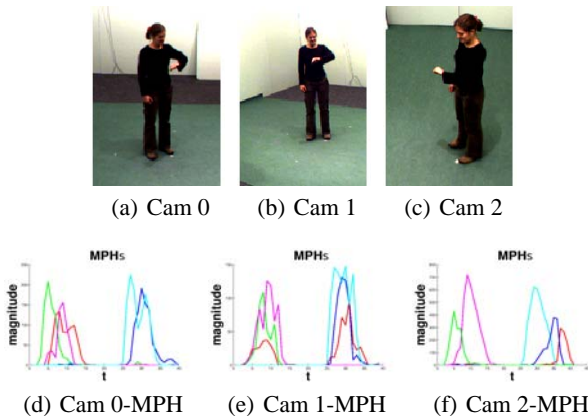 (a) Cam 0
(b) Cam 1
(c) Cam 2
MPHs
magnitude
t
MPHs
magnitude
t
MPHs
magnitude
t
(d) Cam 0-MPH
(e) Cam 1-MPH
(f) Cam 2-MPH